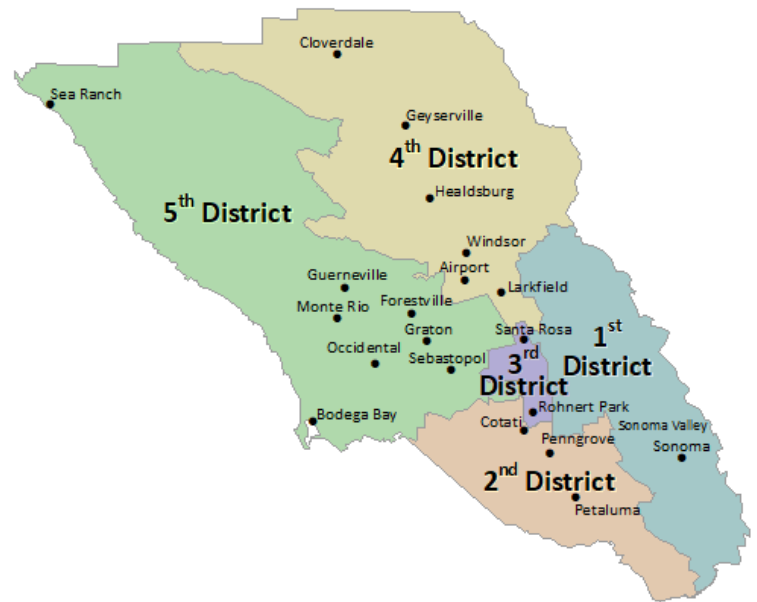 Cloverdale
Sea Ranch
Geyserville
4th District
Healdsburg
5th District
Windsor
Airport
Guerneville
Larkfield
Forestville
Monte Rio
Graton
Santa Rosa
1st
District
Occidental
Sebastopol
3rd
District
Rohnert Park
Bodega Bay
Cotati
Sonoma Valley
Penngrove
Sonoma
2nd District
Petaluma